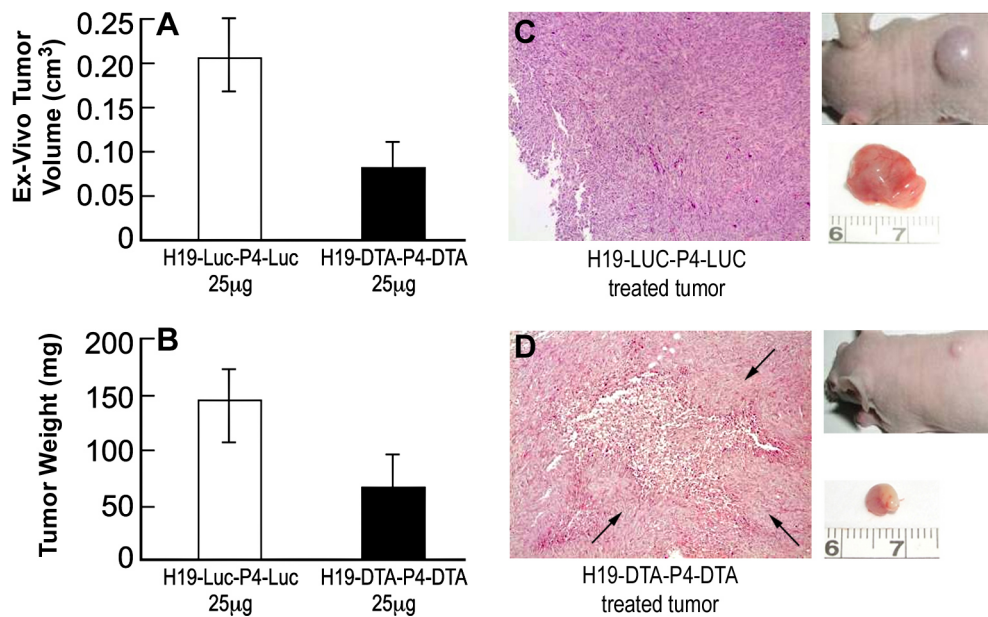 A
Ex-Vivo Tumor
Volume (cm3)
0.25
0.20
0.15
0.10
0.05
0
H19-Luc-P4-Luc
25µg
H19-DTA-P4-DTA
25µg
C
6 7
H19-LUC-P4-LUC
treated tumor
B
Tumor Weight (mg)
200
150
100
50
0
H19-Luc-P4-Luc
25µg
H19-DTA-P4-DTA
25µg
D
6 7
H19-DTA-P4-DTA
treated tumor